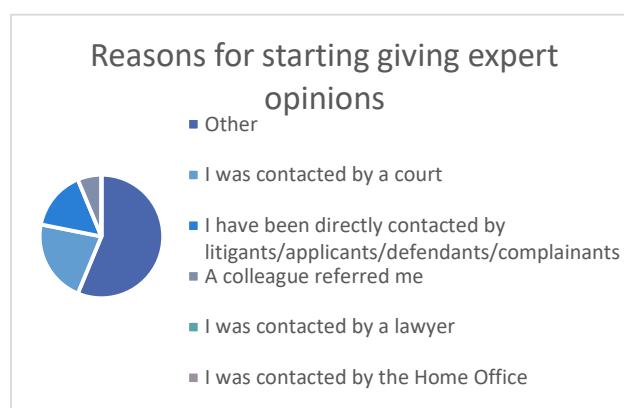 Reasons for starting giving expert
opinions
Other
I was contacted by a court
I have been directly contacted by
litigants/applicants/defendants/complainants
A colleague referred me
I was contacted by a lawyer
I was contacted by the Home Office